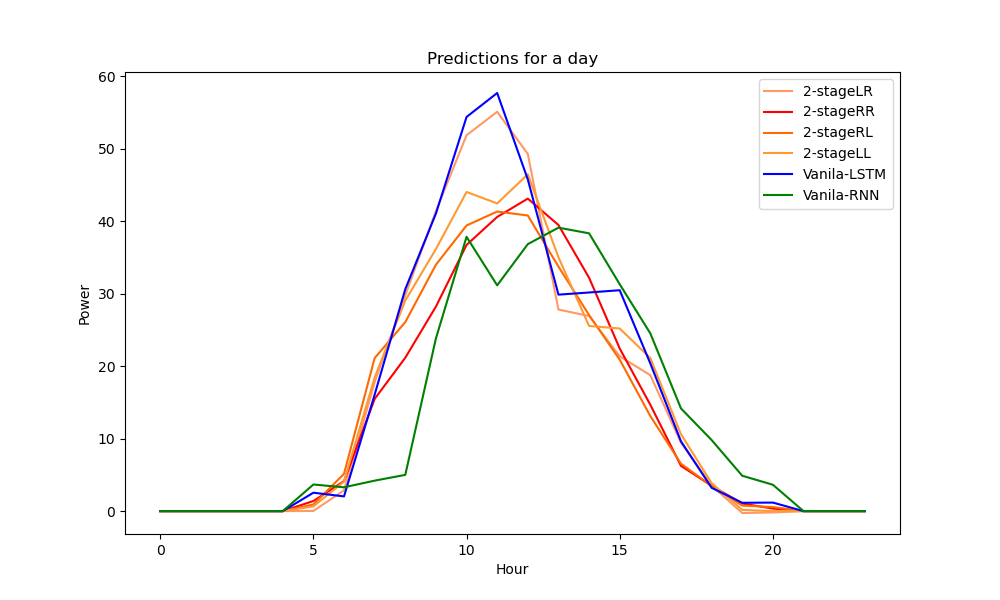 Predictions for a day
60
50
40
30
20
10
0
Power
0 5 10 15 20
Hour
2-stageLR
2-stageRR
2-stageRL
2-stageLL
Vanila-LSTM
Vanila-RNN